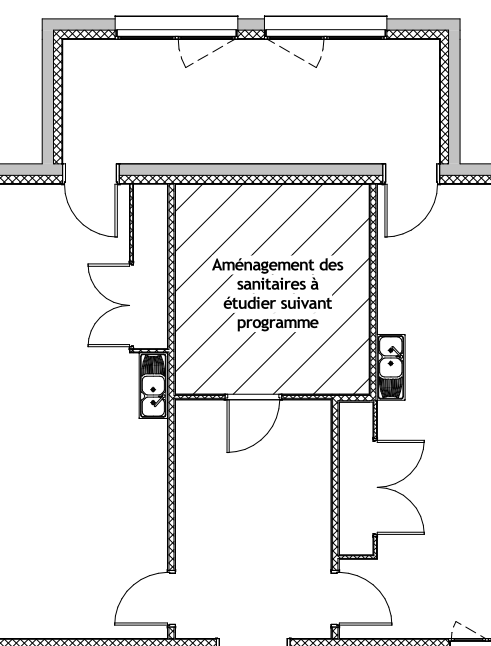 Aménagement des
sanitaires à
étudier suivant
programme